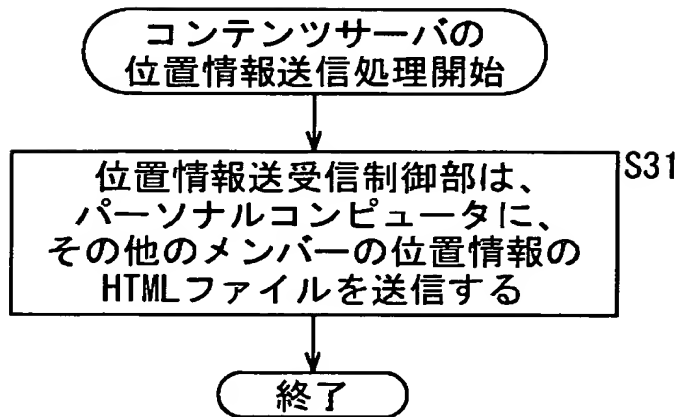 コンテンツサーバの
位置情報送信処理開始
位置情報送受信制御部は、
パーソナルコンピュータに、
その他のメンバーの位置情報の
HTMLファイルを送信する
S31
終了